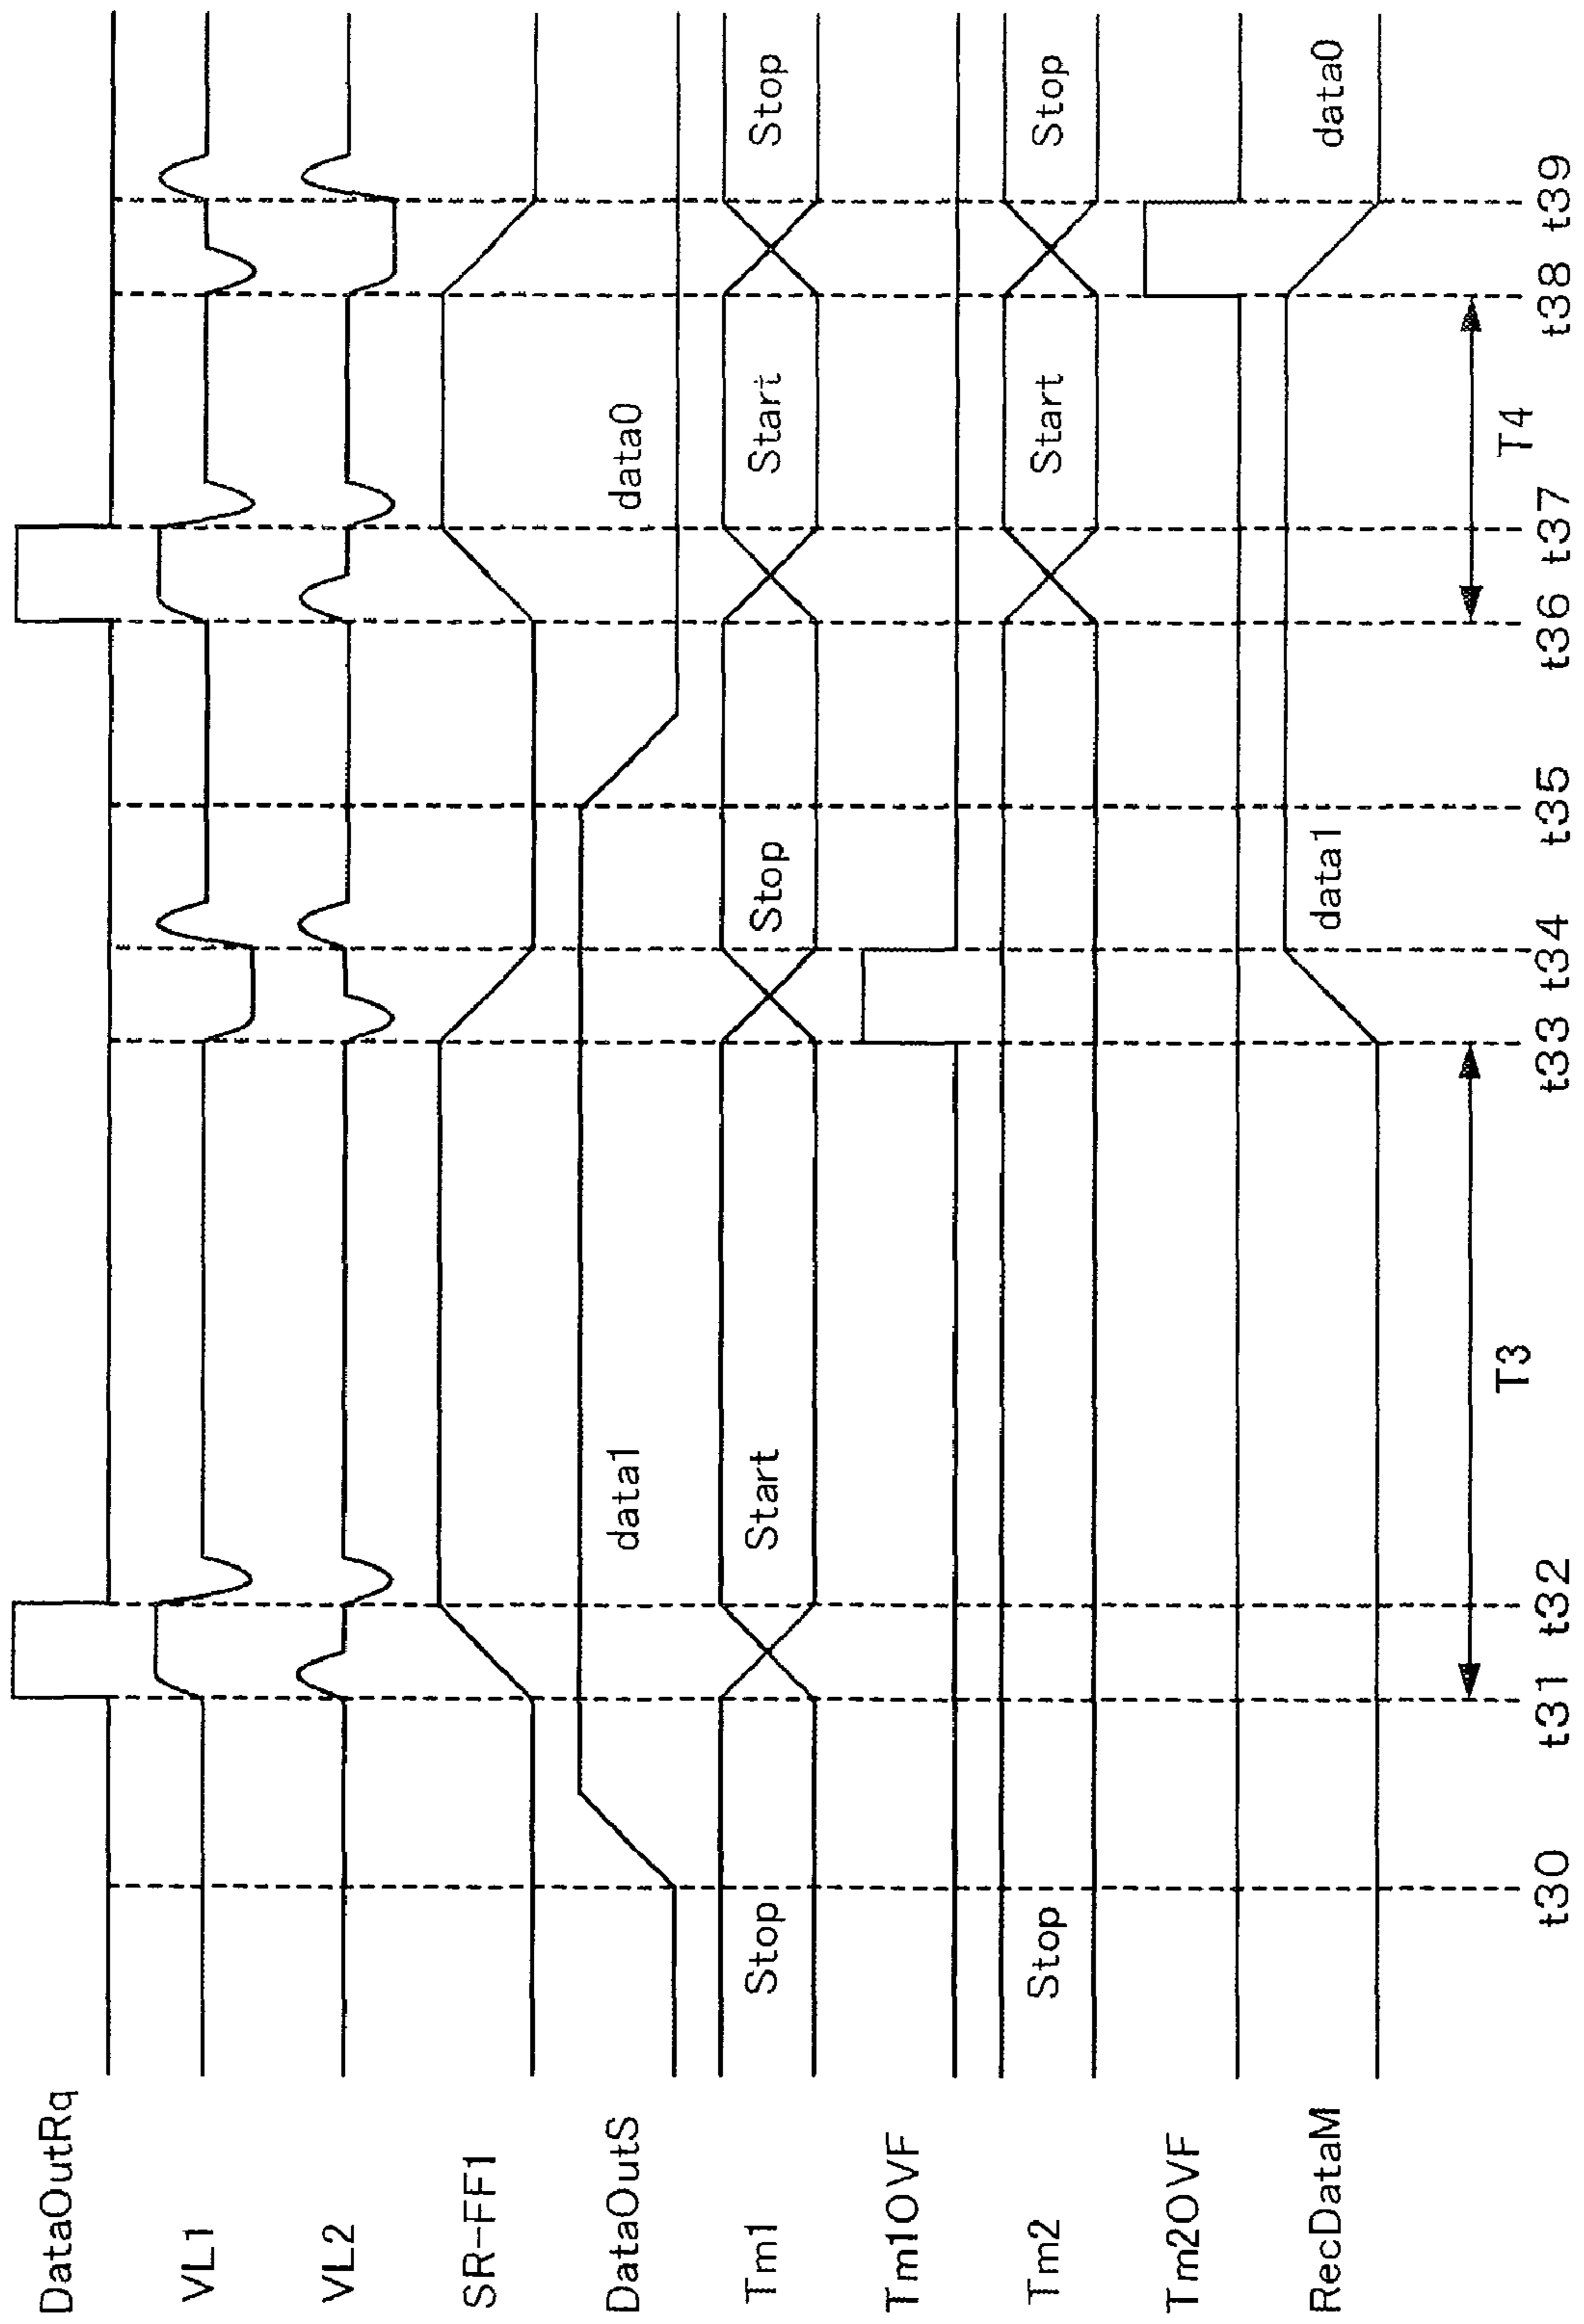 DataOutRq
VL1
VL2
SR-FF1
DataOutS
data1
data0
Tm1
Stop
Start
Stop
Start
Stop
Tm1OVF
Tm2
Stop
Start
Stop
Tm2OVF
RecDataM
data1
data0
T3
T4
t30
t31
t32
t33
t34
t35
t36
t37
t38
t39